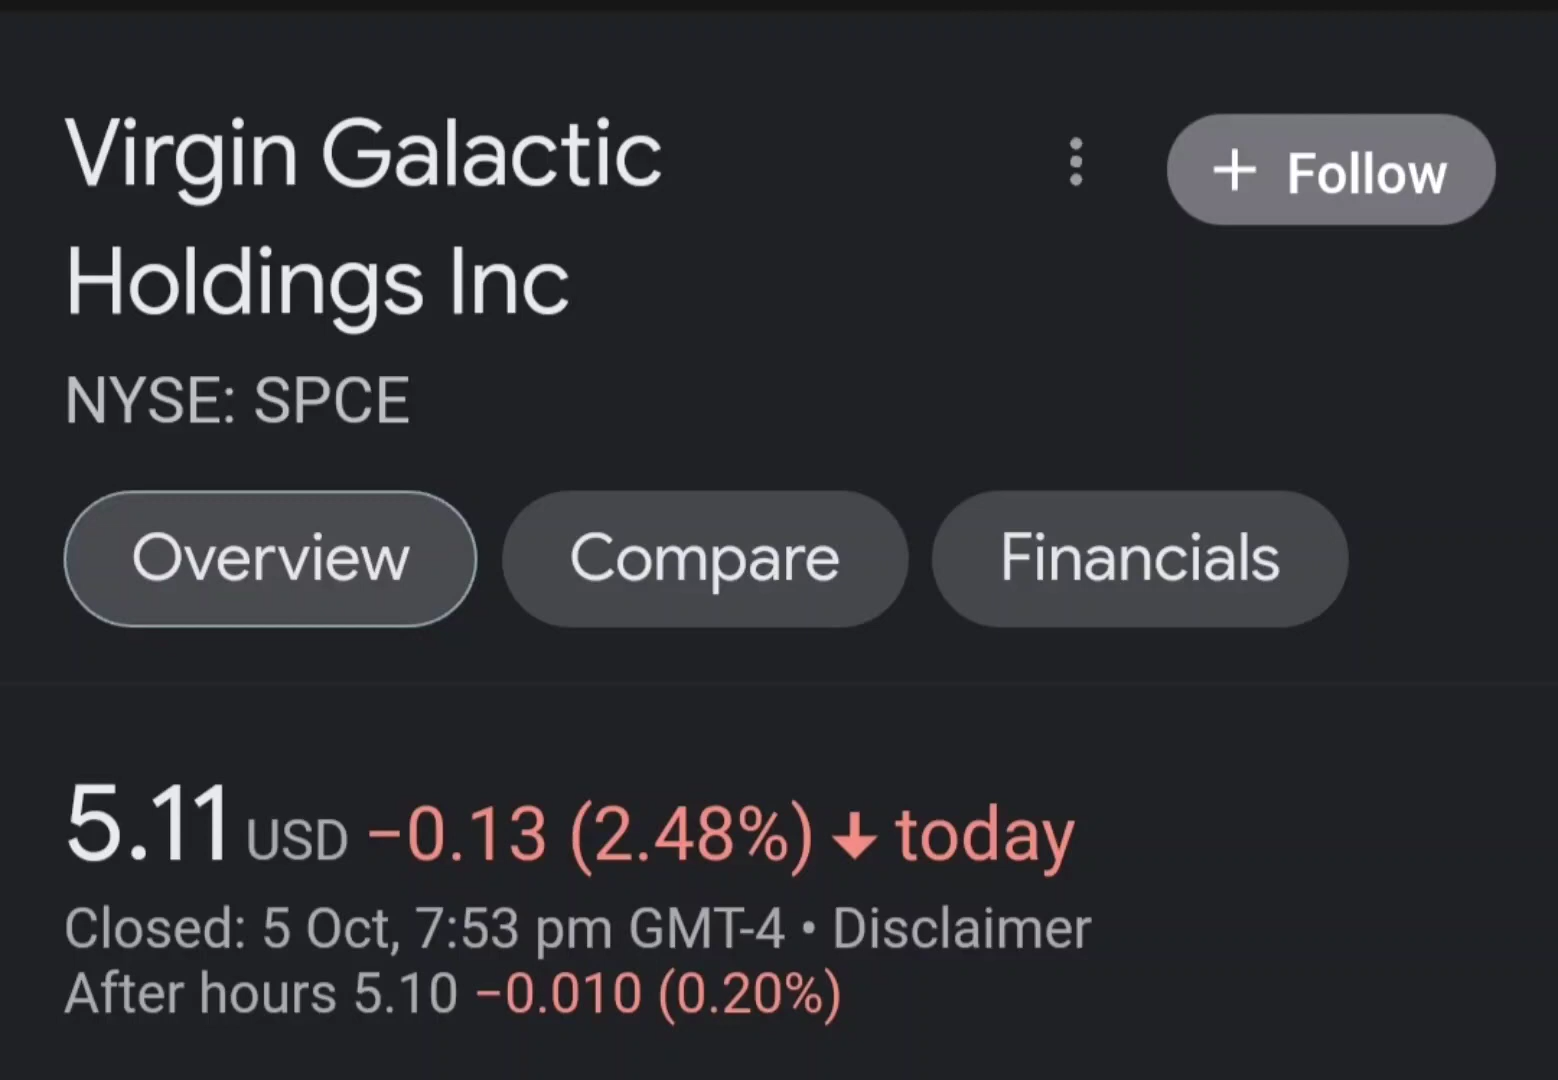 Virgin Galactic
Holdings Inc
+ Follow
NYSE: SPCE
Overview Compare Financials
5.11 USD −0.13 (2.48%) ↓ today
Closed: 5 Oct, 7:53 pm GMT-4 • Disclaimer
After hours 5.10 −0.010 (0.20%)